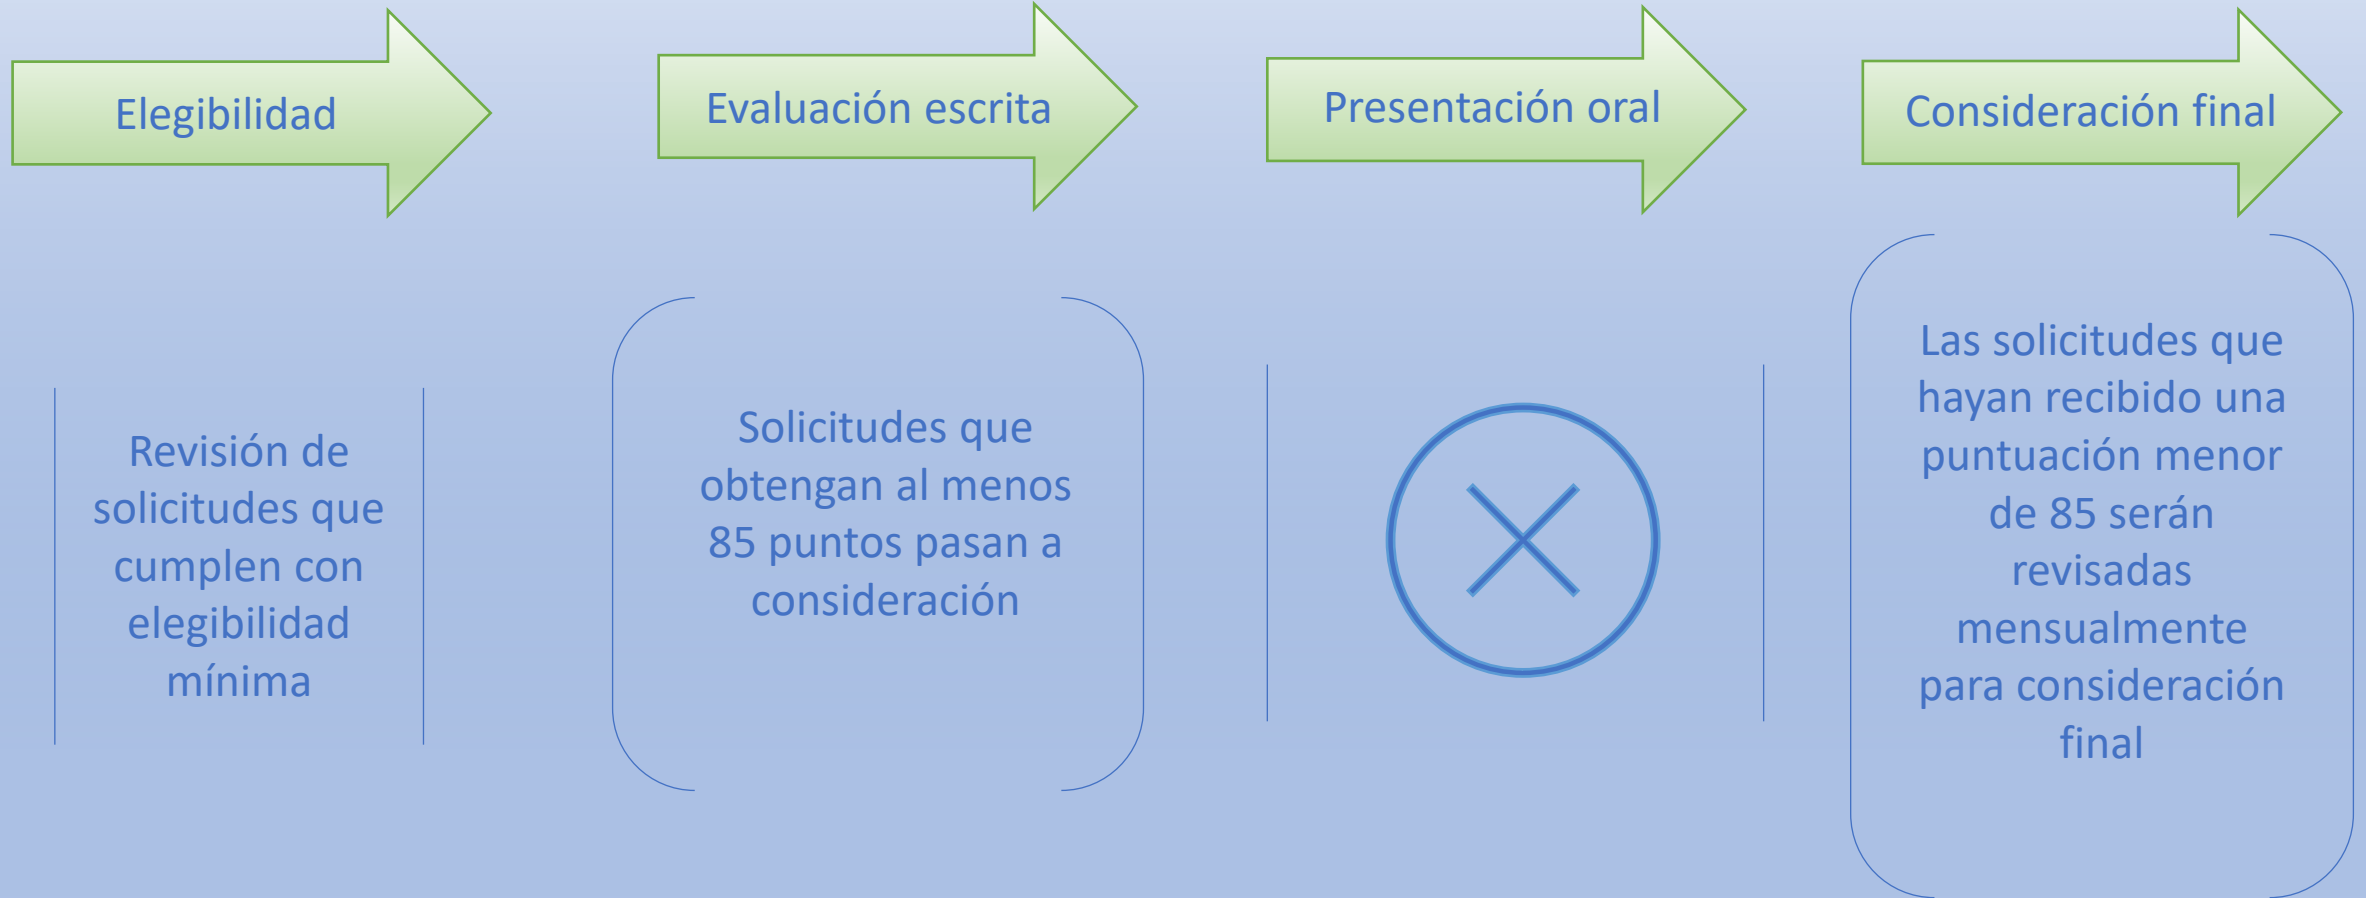 Elegibilidad
Evaluación escrita
Presentación oral
Consideración final
Revisión de
solicitudes que
cumplen con
elegibilidad
mínima
Solicitudes que
obtengan al menos
85 puntos pasan a
consideración
Las solicitudes que
hayan recibido una
puntuación menor
de 85 serán
revisadas
mensualmente
para consideración
final